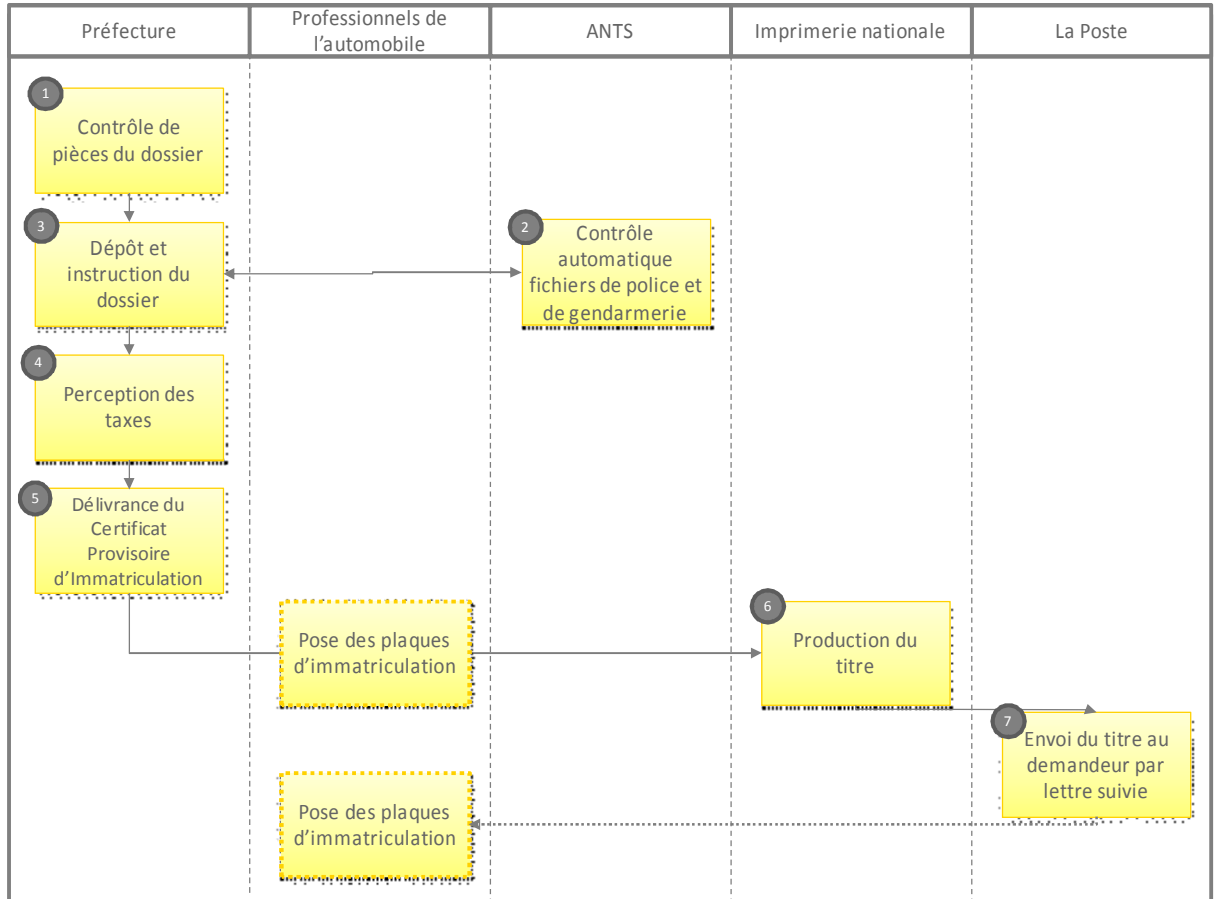 Préfecture
Professionnels de
l'automobile
ANTS
Imprimerie nationale
La Poste
1
Contrôle de
pièces du dossier
3
Dépôt et
instruction du
dossier
2
Contrôle
automatique
fichiers de police et
de gendarmerie
4
Perception des
taxes
5
Délivrance du
Certificat
Provisoire
d'Immatriculation
Pose des plaques
d'immatriculation
6
Production du
titre
7
Envoi du titre au
demandeur par
lettre suivie
Pose des plaques
d'immatriculation